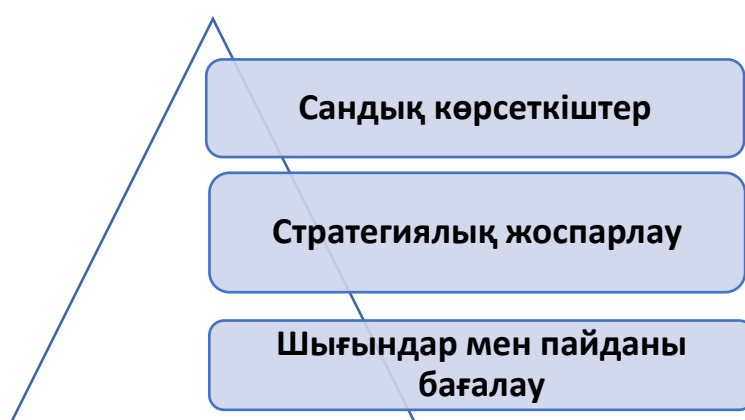 Сандық көрсеткіштер
Стратегиялық жоспарлау
Шығындар мен пайданы
бағалау